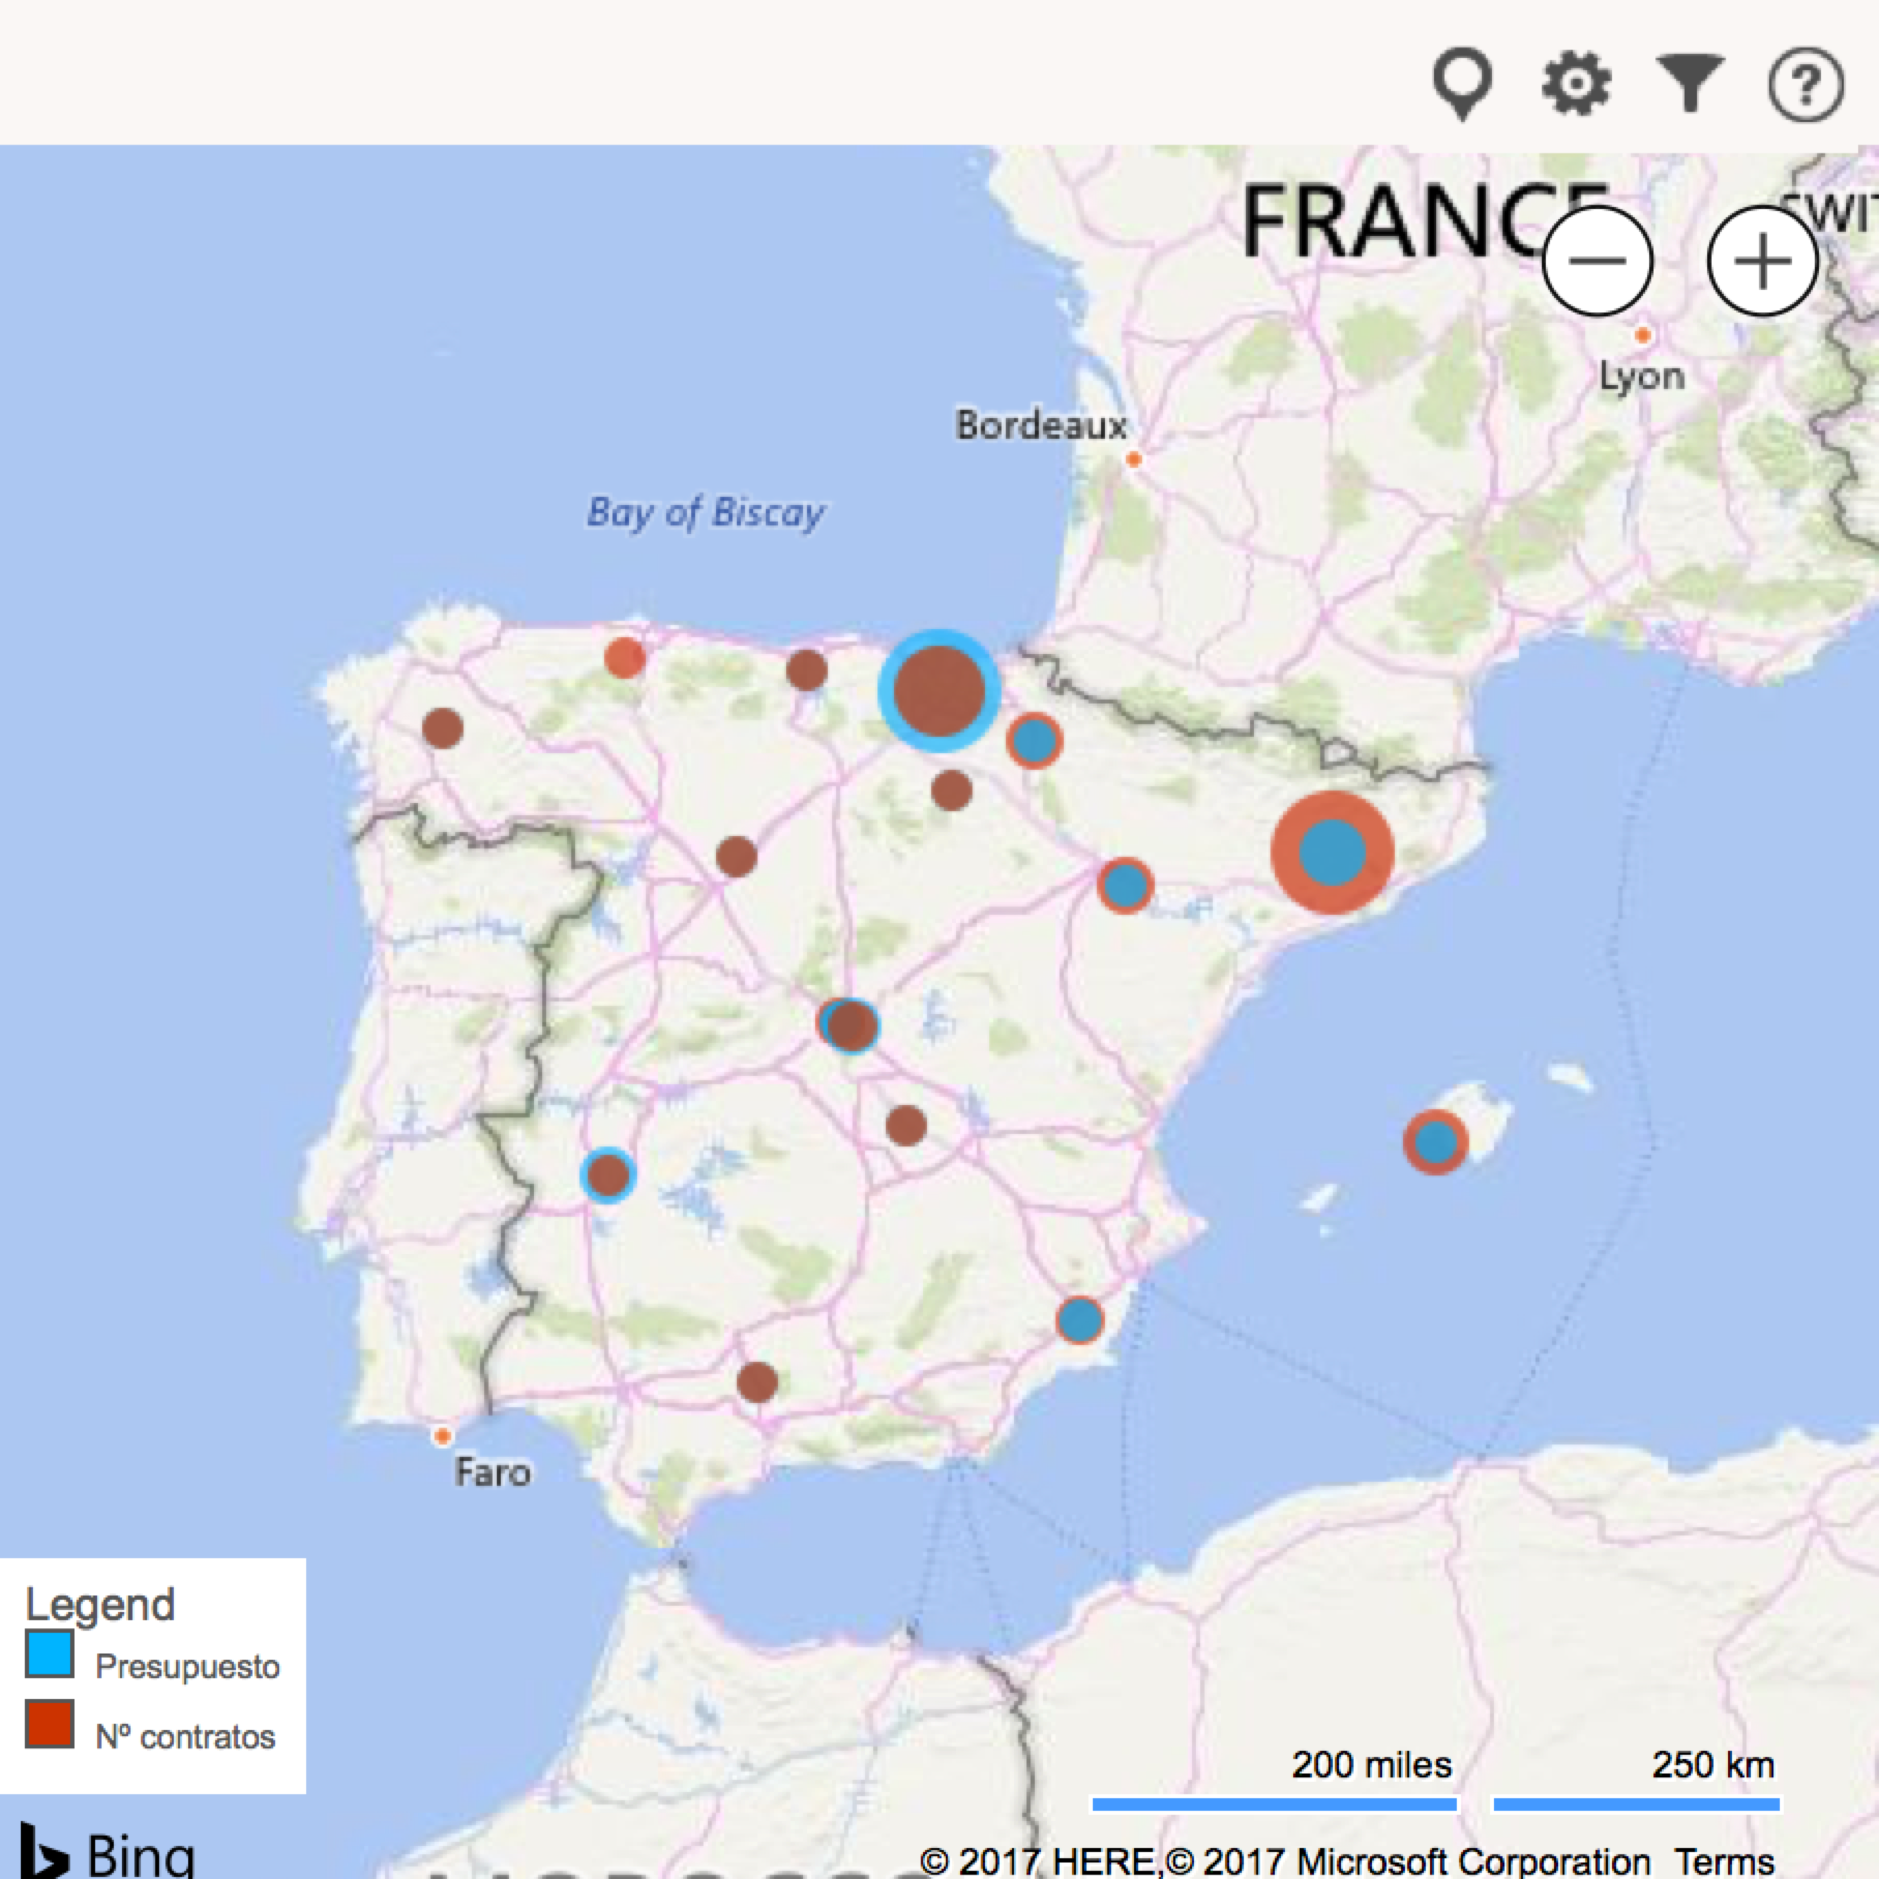 FRANCE
Lyon
Bordeaux
Bay of Biscay
Faro
Legend
Presupuesto
Nº contratos
200 miles
250 km
Bing
© 2017 HERE,© 2017 Microsoft Corporation Terms